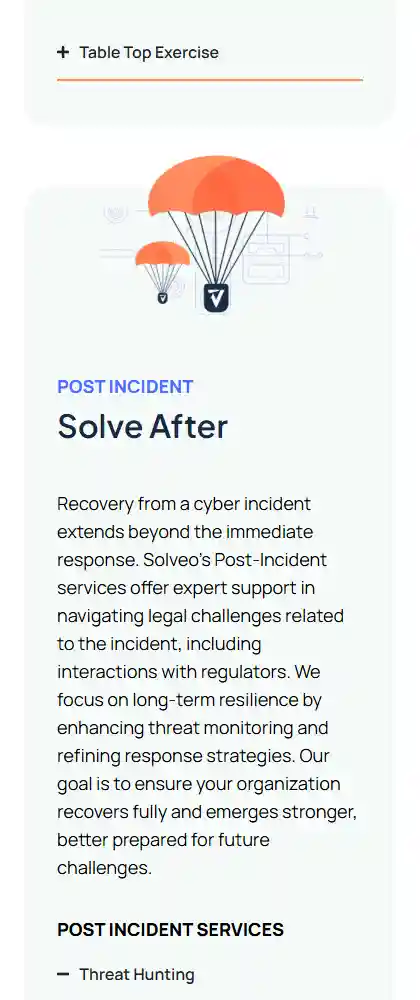 Table Top Exercise
POST INCIDENT
Solve After
Recovery from a cyber incident
extends beyond the immediate
response. Solveo's Post-Incident
services offer expert support in
navigating legal challenges related
to the incident, including
interactions with regulators. We
focus on long-term resilience by
enhancing threat monitoring and
refining response strategies. Our
goal is to ensure your organization
recovers fully and emerges stronger,
better prepared for future
challenges.
POST INCIDENT SERVICES
Threat Hunting